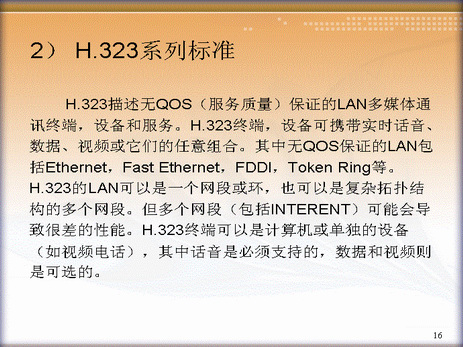 2） H.323系列标准
H.323描述无QOS（服务质量）保证的LAN多媒体通
讯终端，设备和服务。H.323终端，设备可携带实时话音、
数据、视频或它们的任意组合。其中无QOS保证的LAN包
括Ethernet，Fast Ethernet，FDDI，Token Ring等。
H.323的LAN可以是一个网段或环，也可以是复杂拓扑结
构的多个网段。但多个网段（包括INTERENT）可能会导
致很差的性能。H.323终端可以是计算机或单独的设备
（如视频电话），其中话音是必须支持的，数据和视频则
是可选的。
16